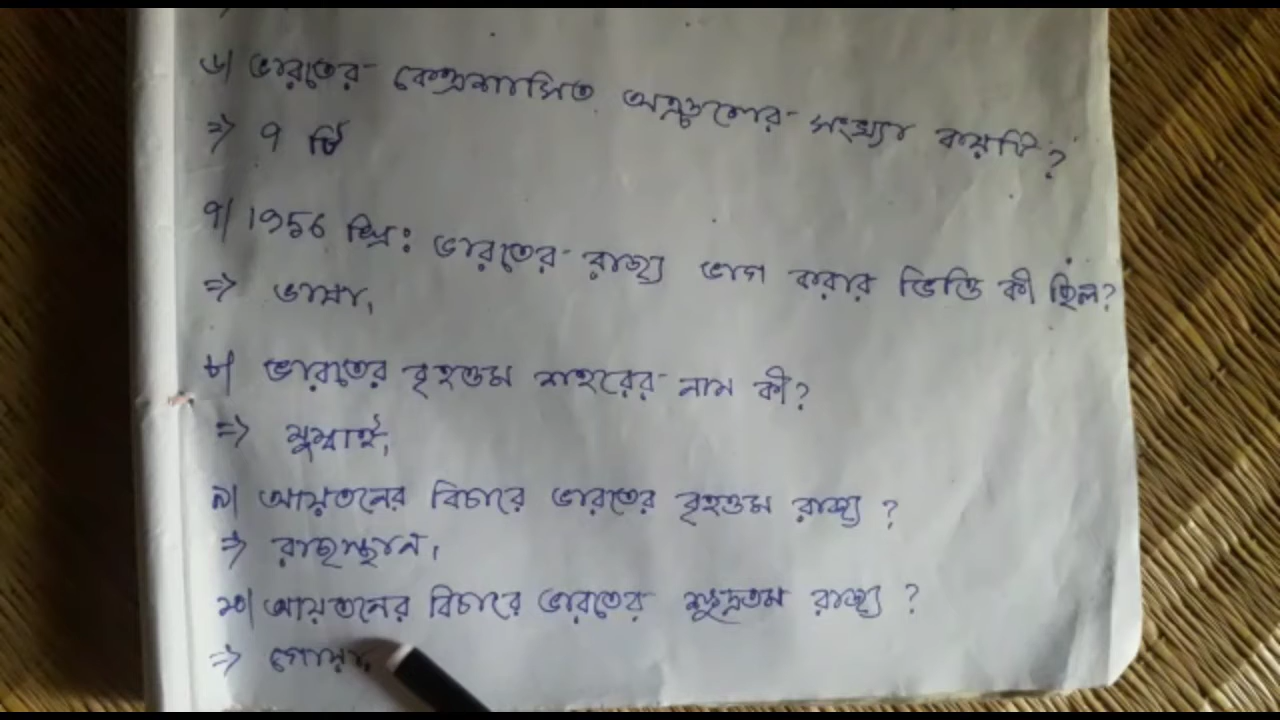 ৬| ভারতের কেন্দ্রশাসিত অঞ্চলের সংখ্যা কয়টি?
⇒ ৭ টি
৭| 1956 খ্রি: ভারতের রাজ্য ভাগ করার ভিত্তি কী ছিল?
⇒ ভাষা,
৮| ভারতের বৃহত্তম শহরের নাম কী?
⇒ মুম্বাই,
৯| আয়তনের বিচারে ভারতের বৃহত্তম রাজ্য ?
⇒ রাজস্থান,
১০| আয়তনের বিচারে ভারতের ক্ষুদ্রতম রাজ্য ?
⇒ গোয়া,